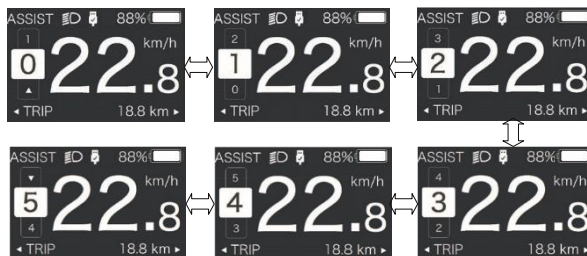 ASSIST 88%
1
0 22.8 km/h
TRIP 18.8 km
ASSIST 88%
2
1 22.8 km/h
0
TRIP 18.8 km
ASSIST 88%
3
2 22.8 km/h
1
TRIP 18.8 km
ASSIST 88%
5 22.8 km/h
4
TRIP 18.8 km
ASSIST 88%
5
4 22.8 km/h
3
TRIP 18.8 km
ASSIST 88%
4
3 22.8 km/h
2
TRIP 18.8 km